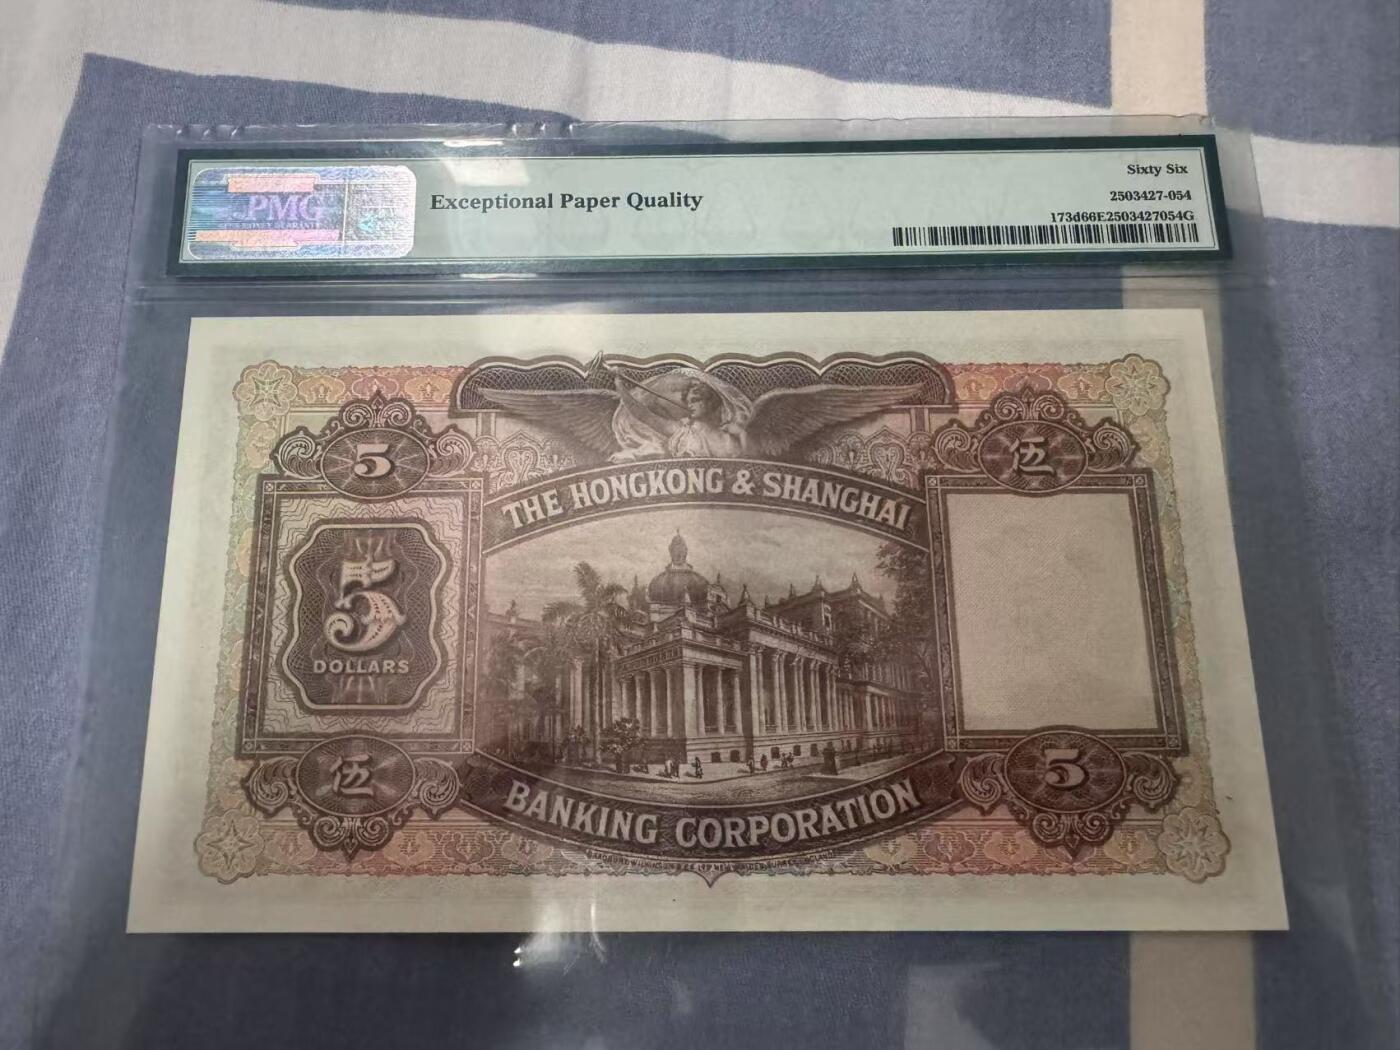 PMG
Exceptional Paper Quality
Sixty Six
2503427-054
173d66E2503427054G
5
伍
THE HONGKONG & SHANGHAI
5
DOLLARS
伍
5
BANKING CORPORATION